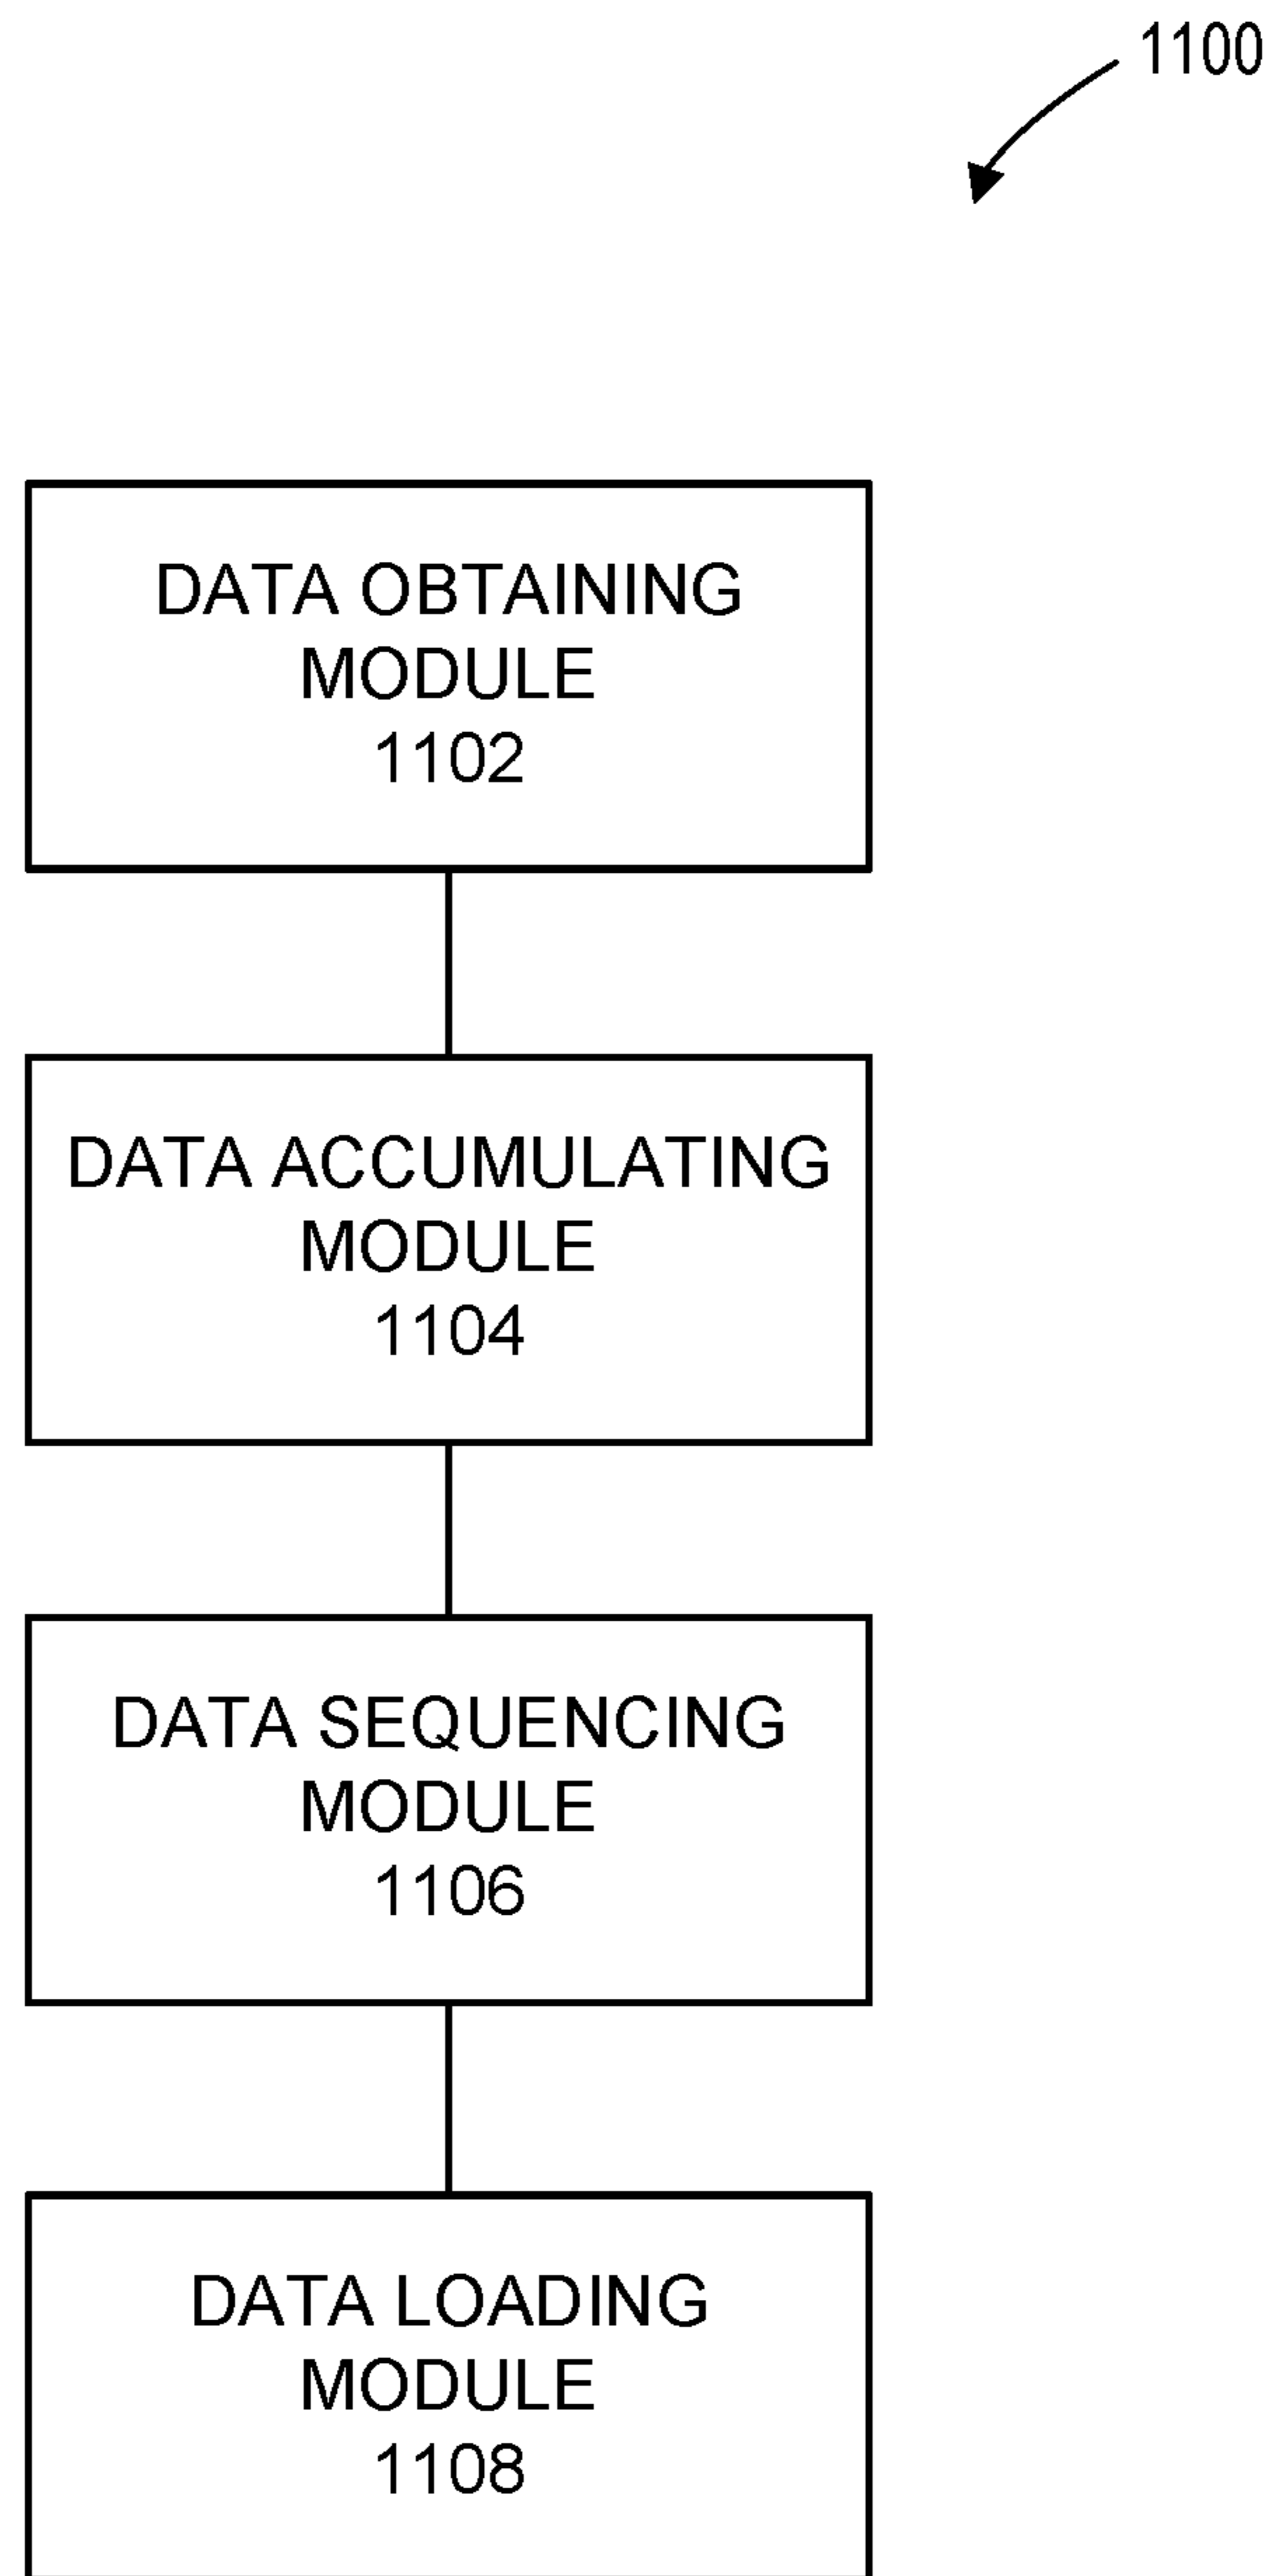 1100
DATA OBTAINING
MODULE
1102
DATA ACCUMULATING
MODULE
1104
DATA SEQUENCING
MODULE
1106
DATA LOADING
MODULE
1108